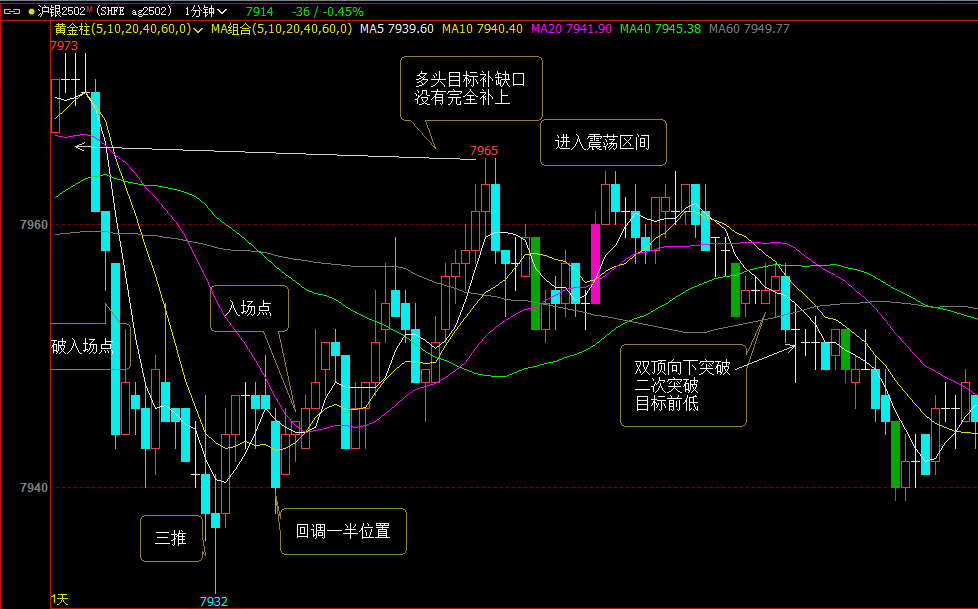 沪银2502ᴹ (SHFE ag2502) 1分钟 7914 -36 / -0.45%
黄金柱(5,10,20,40,60,0) MA组合(5,10,20,40,60,0) MA5 7939.60 MA10 7940.40 MA20 7941.90 MA40 7945.38 MA60 7949.77
7973
多头目标补缺口
没有完全补上
进入震荡区间
7965
7960
入场点
破入场点
双顶向下突破
二次突破
目标前低
7940
三推
回调一半位置
1天
7932